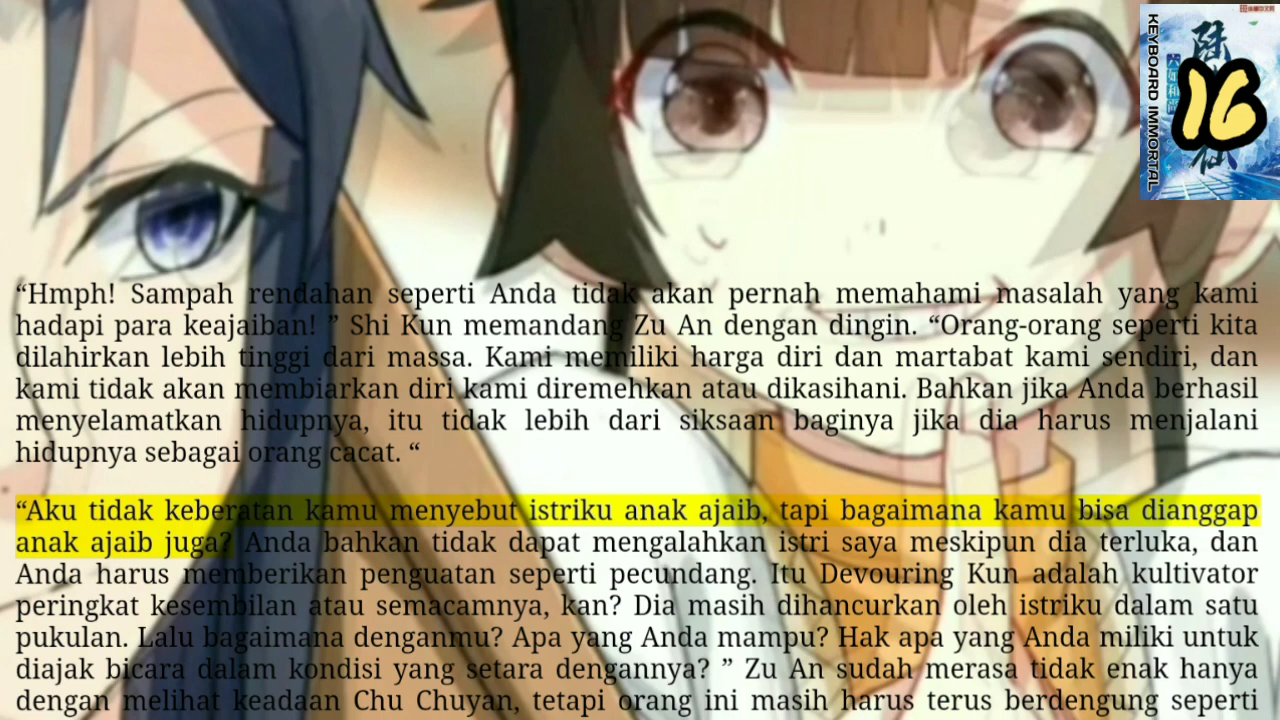 KEYBOARD IMMORTAL
16
“Hmph! Sampah rendahan seperti Anda tidak akan pernah memahami masalah yang kami
hadapi para keajaiban! ” Shi Kun memandang Zu An dengan dingin. “Orang-orang seperti kita
dilahirkan lebih tinggi dari massa. Kami memiliki harga diri dan martabat kami sendiri, dan
kami tidak akan membiarkan diri kami diremehkan atau dikasihani. Bahkan jika Anda berhasil
menyelamatkan hidupnya, itu tidak lebih dari siksaan baginya jika dia harus menjalani
hidupnya sebagai orang cacat. “
“Aku tidak keberatan kamu menyebut istriku anak ajaib, tapi bagaimana kamu bisa dianggap
anak ajaib juga? Anda bahkan tidak dapat mengalahkan istri saya meskipun dia terluka, dan
Anda harus memberikan penguatan seperti pecundang. Itu Devouring Kun adalah kultivator
peringkat kesembilan atau semacamnya, kan? Dia masih dihancurkan oleh istriku dalam satu
pukulan. Lalu bagaimana denganmu? Apa yang Anda mampu? Hak apa yang Anda miliki untuk
diajak bicara dalam kondisi yang setara dengannya? ” Zu An sudah merasa tidak enak hanya
dengan melihat keadaan Chu Chuyan, tetapi orang ini masih harus terus berdengung seperti